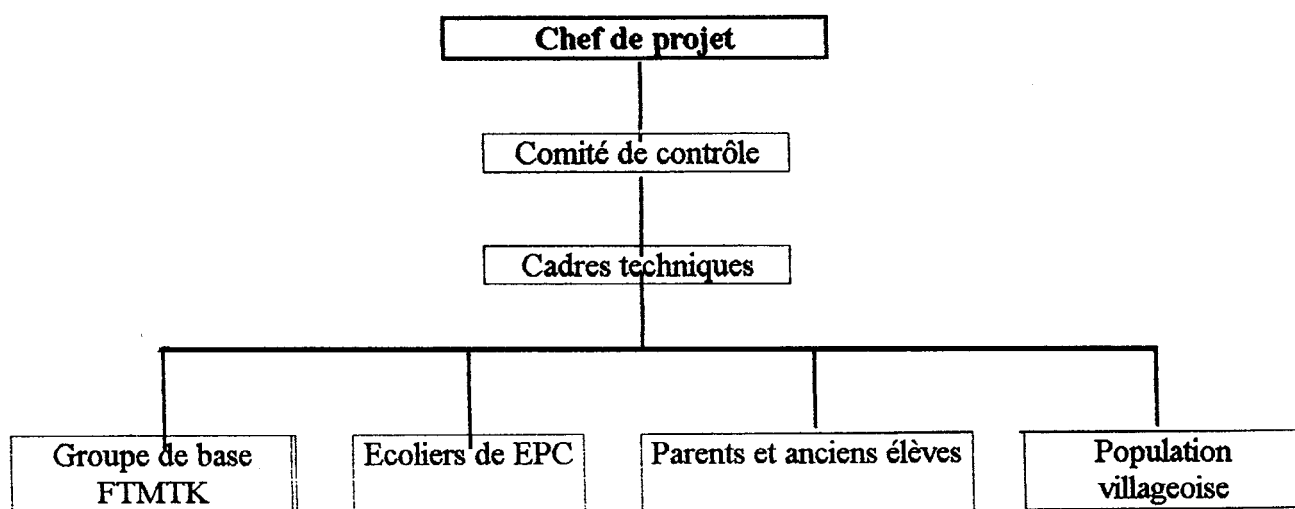 Chef de projet
Comité de contrôle
Cadres techniques
Groupe de base
FTMTK
Ecoliers de EPC
Parents et anciens élèves
Population
villageoise